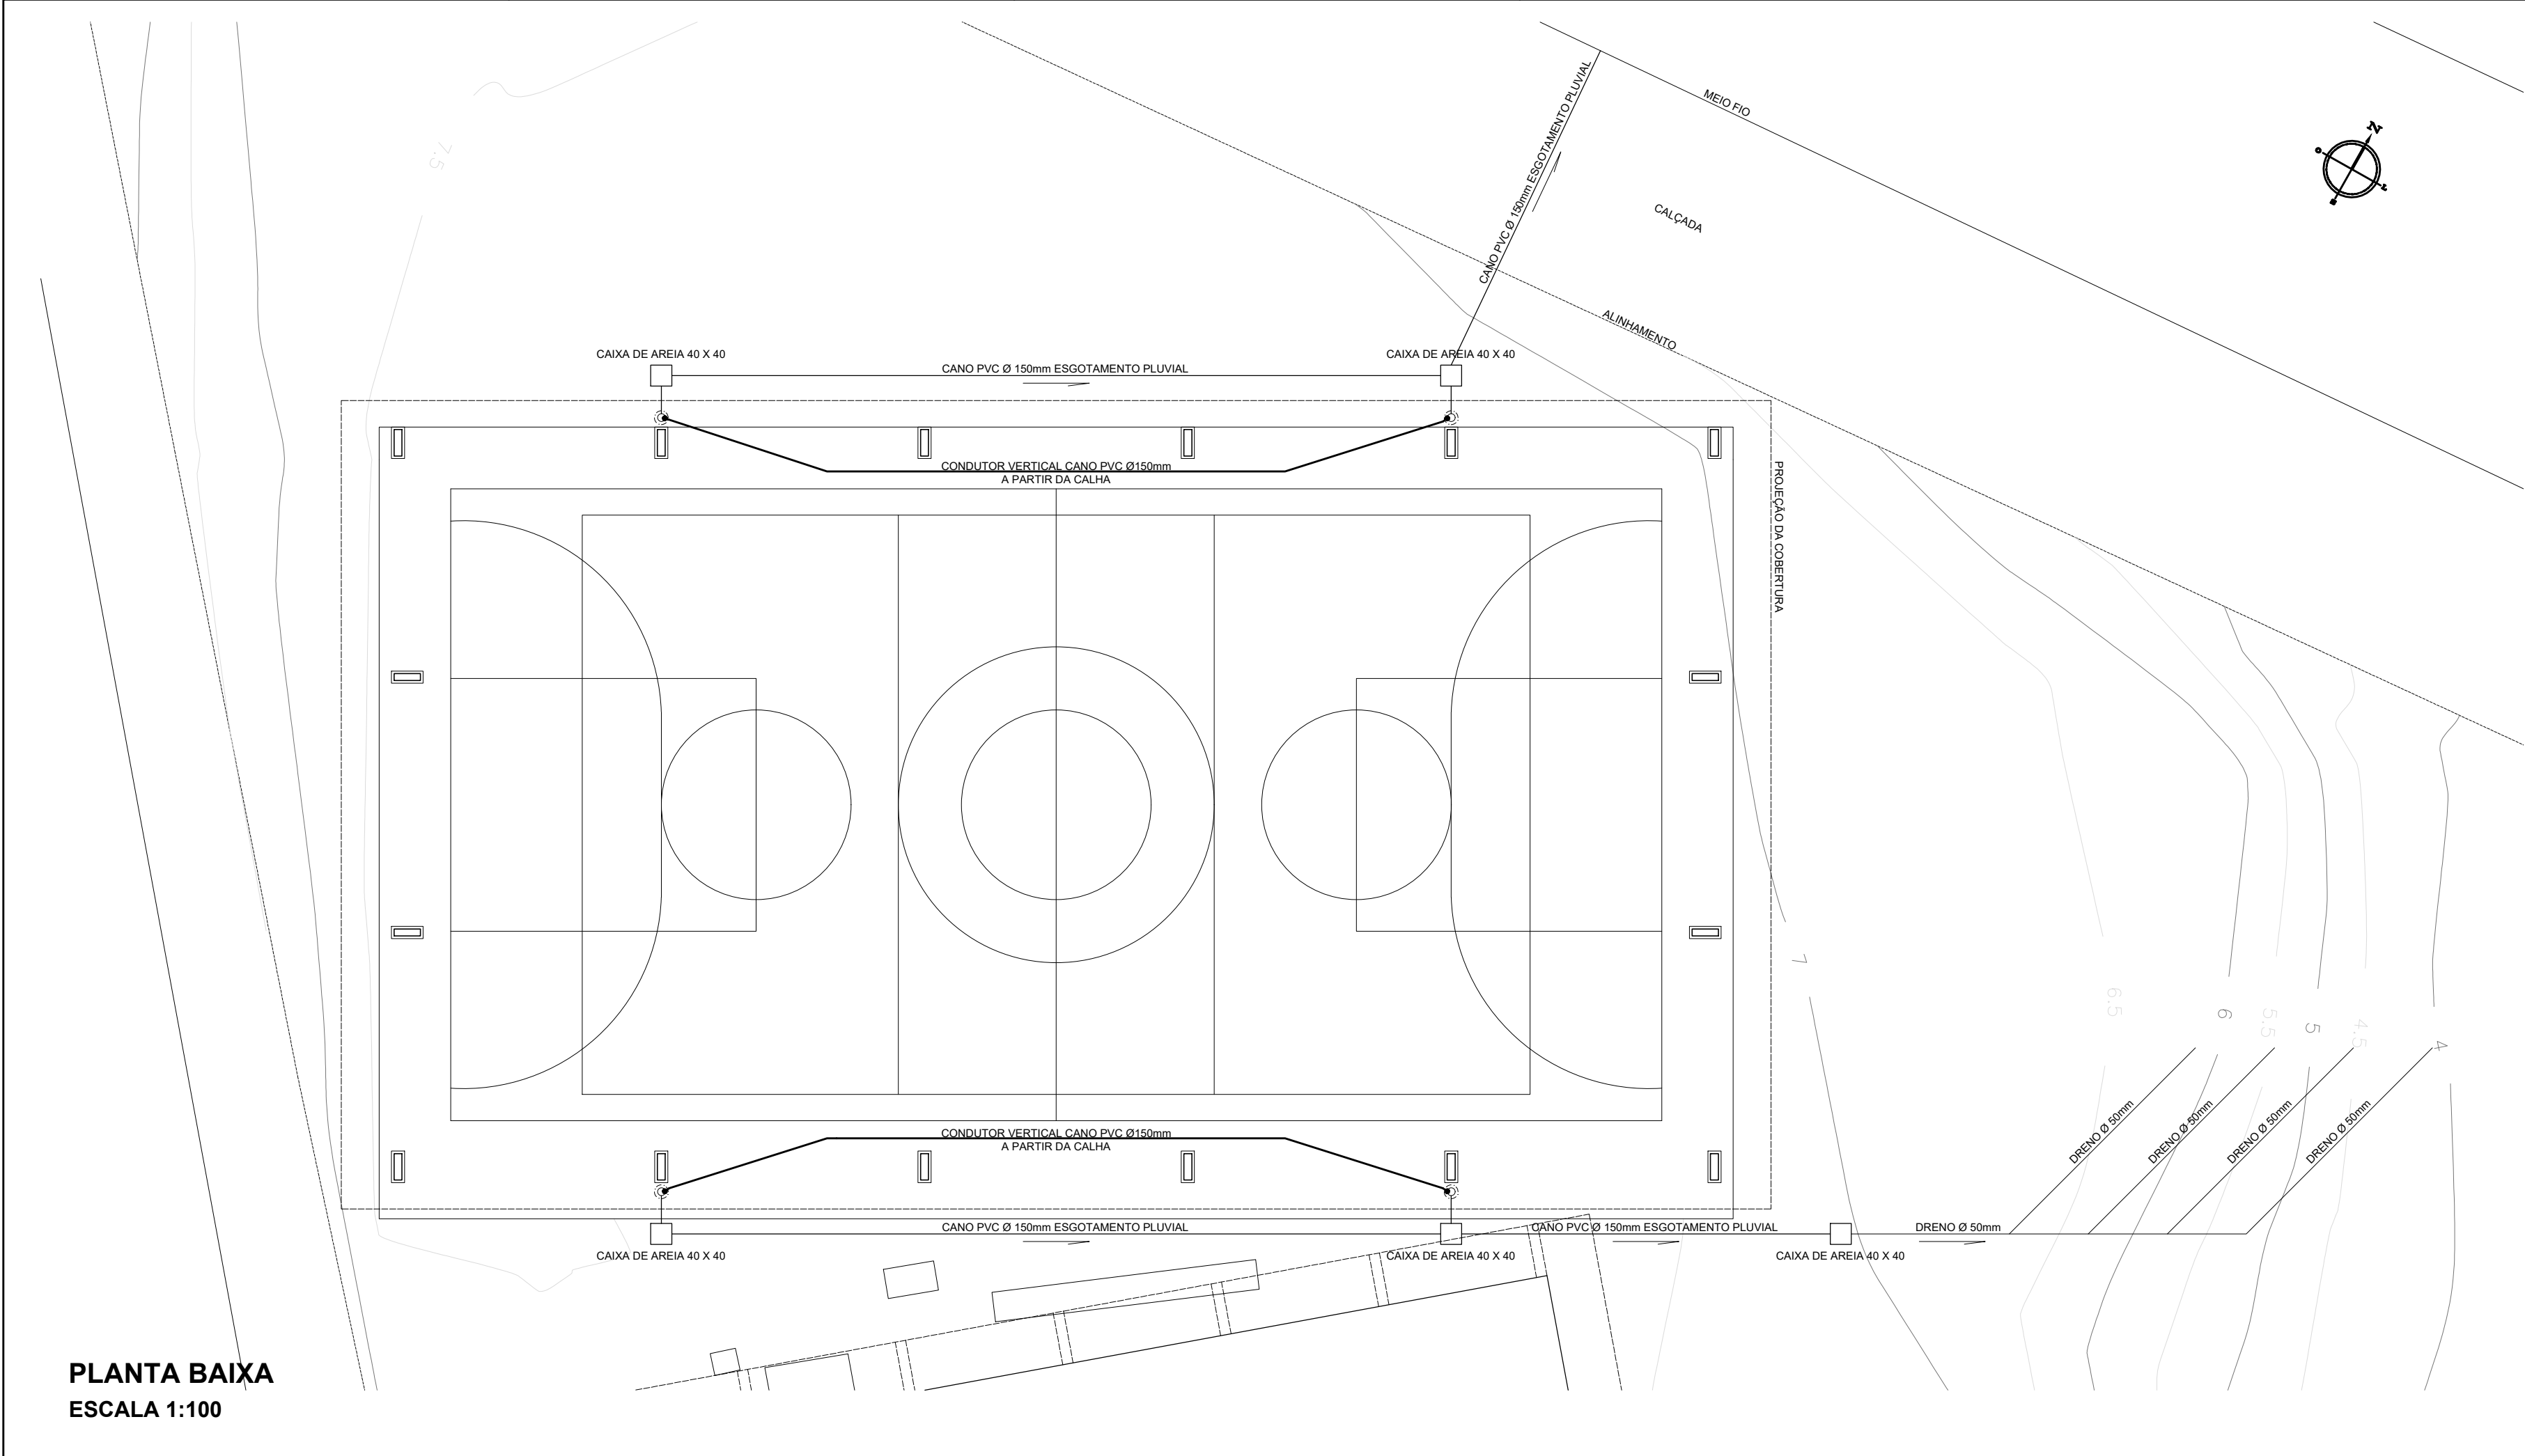 MEIO FIO
CANO PVC Ø 150mm ESGOTAMENTO PLUVIAL
N
O
L
S
7.5
CALÇADA
ALINHAMENTO
CAIXA DE AREIA 40 X 40
CAIXA DE AREIA 40 X 40
CANO PVC Ø 150mm ESGOTAMENTO PLUVIAL
CONDUTOR VERTICAL CANO PVC Ø150mm
A PARTIR DA CALHA
PROJEÇÃO DA COBERTURA
7
6.5
6
5.5
5
4.5
4
DRENO Ø 50mm
DRENO Ø 50mm
DRENO Ø 50mm
DRENO Ø 50mm
CONDUTOR VERTICAL CANO PVC Ø150mm
A PARTIR DA CALHA
CANO PVC Ø 150mm ESGOTAMENTO PLUVIAL
CANO PVC Ø 150mm ESGOTAMENTO PLUVIAL
DRENO Ø 50mm
CAIXA DE AREIA 40 X 40
CAIXA DE AREIA 40 X 40
CAIXA DE AREIA 40 X 40
PLANTA BAIXA
ESCALA 1:100